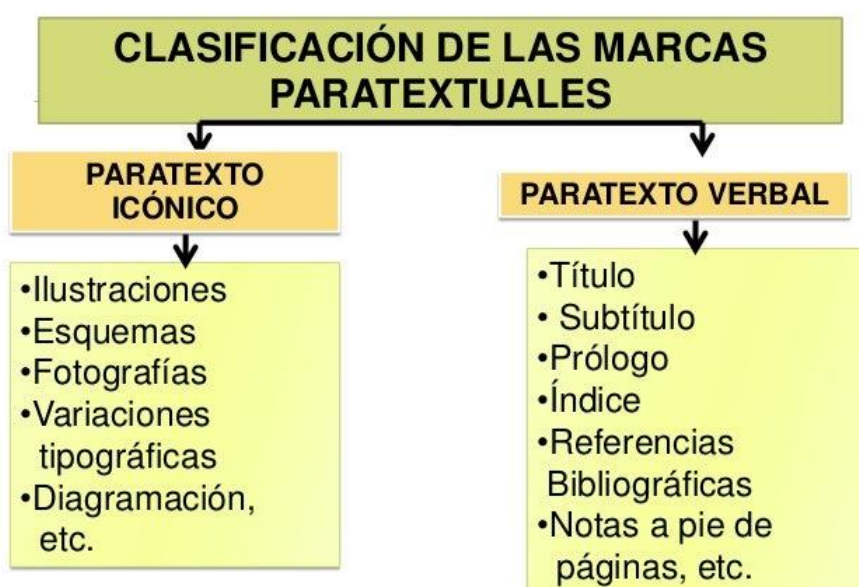 CLASIFICACIÓN DE LAS MARCAS
PARATEXTUALES
PARATEXTO
ICÓNICO
•Ilustraciones
•Esquemas
•Fotografías
•Variaciones
tipográficas
•Diagramación,
etc.
PARATEXTO VERBAL
•Título
• Subtítulo
•Prólogo
•Índice
•Referencias
Bibliográficas
•Notas a pie de
páginas, etc.